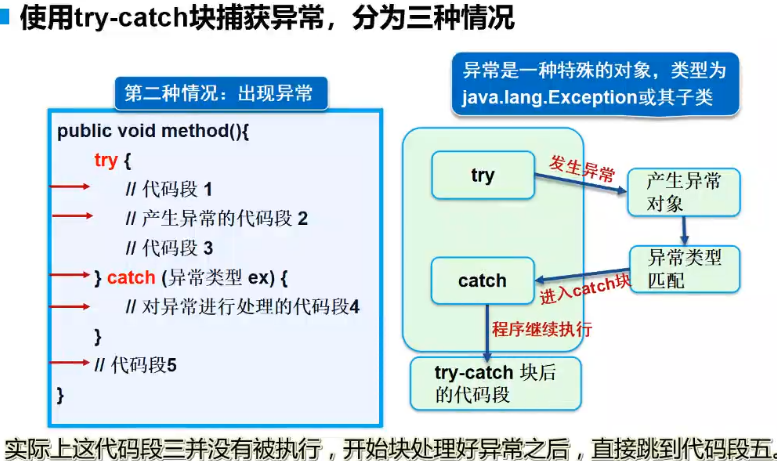 使用try-catch块捕获异常，分为三种情况
第二种情况：出现异常
public void method(){
try {
// 代码段 1
// 产生异常的代码段 2
// 代码段 3
} catch (异常类型 ex) {
// 对异常进行处理的代码段4
}
// 代码段5
}
异常是一种特殊的对象，类型为
java.lang.Exception或其子类
try
发生异常
产生异常
对象
异常类型
匹配
进入catch块
catch
程序继续执行
try-catch 块后
的代码段
实际上这代码段三并没有被执行，开始块处理好异常之后，直接跳到代码段五。